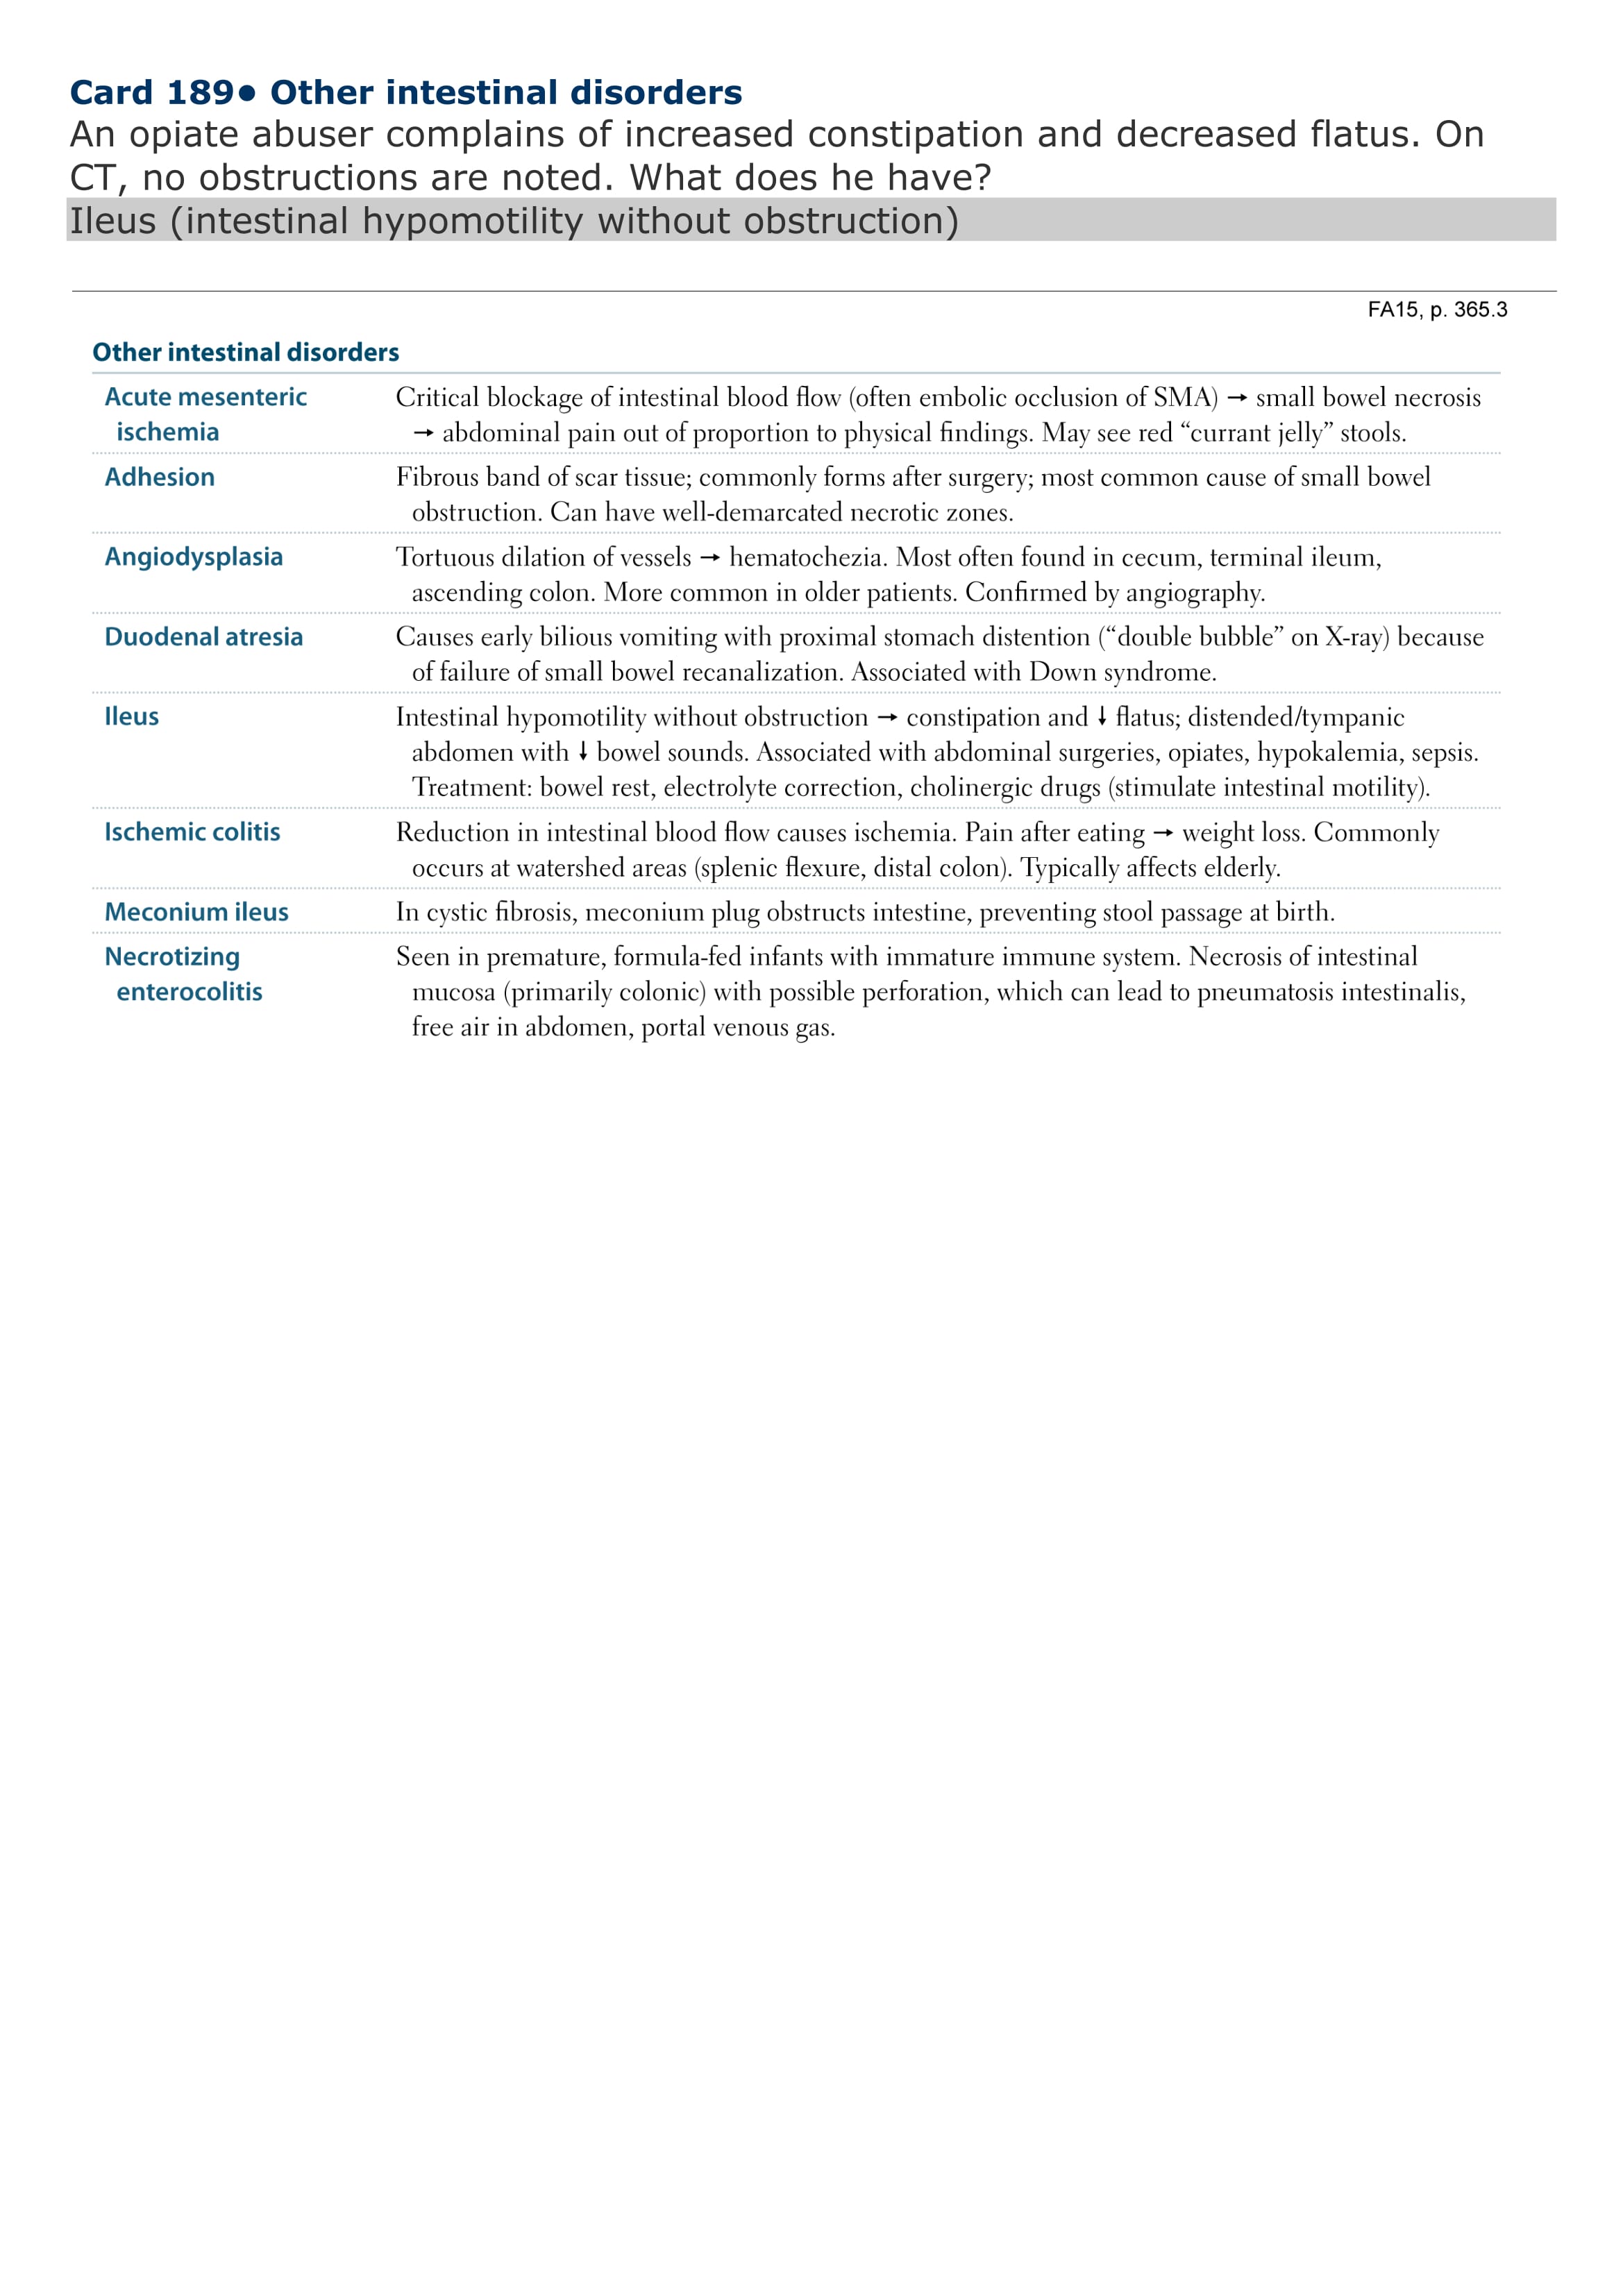 Card 189• Other intestinal disorders
An opiate abuser complains of increased constipation and decreased flatus. On
CT, no obstructions are noted. What does he have?
Ileus (intestinal hypomotility without obstruction)
FA15, p. 365.3
Other intestinal disorders
Acute mesenteric ischemia
Critical blockage of intestinal blood flow (often embolic occlusion of SMA) → small bowel necrosis
→ abdominal pain out of proportion to physical findings. May see red “currant jelly” stools.
Adhesion
Fibrous band of scar tissue; commonly forms after surgery; most common cause of small bowel
obstruction. Can have well-demarcated necrotic zones.
Angiodysplasia
Tortuous dilation of vessels → hematochezia. Most often found in cecum, terminal ileum,
ascending colon. More common in older patients. Confirmed by angiography.
Duodenal atresia
Causes early bilious vomiting with proximal stomach distention (“double bubble” on X-ray) because
of failure of small bowel recanalization. Associated with Down syndrome.
Ileus
Intestinal hypomotility without obstruction → constipation and ↓ flatus; distended/tympanic
abdomen with ↓ bowel sounds. Associated with abdominal surgeries, opiates, hypokalemia, sepsis.
Treatment: bowel rest, electrolyte correction, cholinergic drugs (stimulate intestinal motility).
Ischemic colitis
Reduction in intestinal blood flow causes ischemia. Pain after eating → weight loss. Commonly
occurs at watershed areas (splenic flexure, distal colon). Typically affects elderly.
Meconium ileus
In cystic fibrosis, meconium plug obstructs intestine, preventing stool passage at birth.
Necrotizing
enterocolitis
Seen in premature, formula-fed infants with immature immune system. Necrosis of intestinal
mucosa (primarily colonic) with possible perforation, which can lead to pneumatosis intestinalis,
free air in abdomen, portal venous gas.